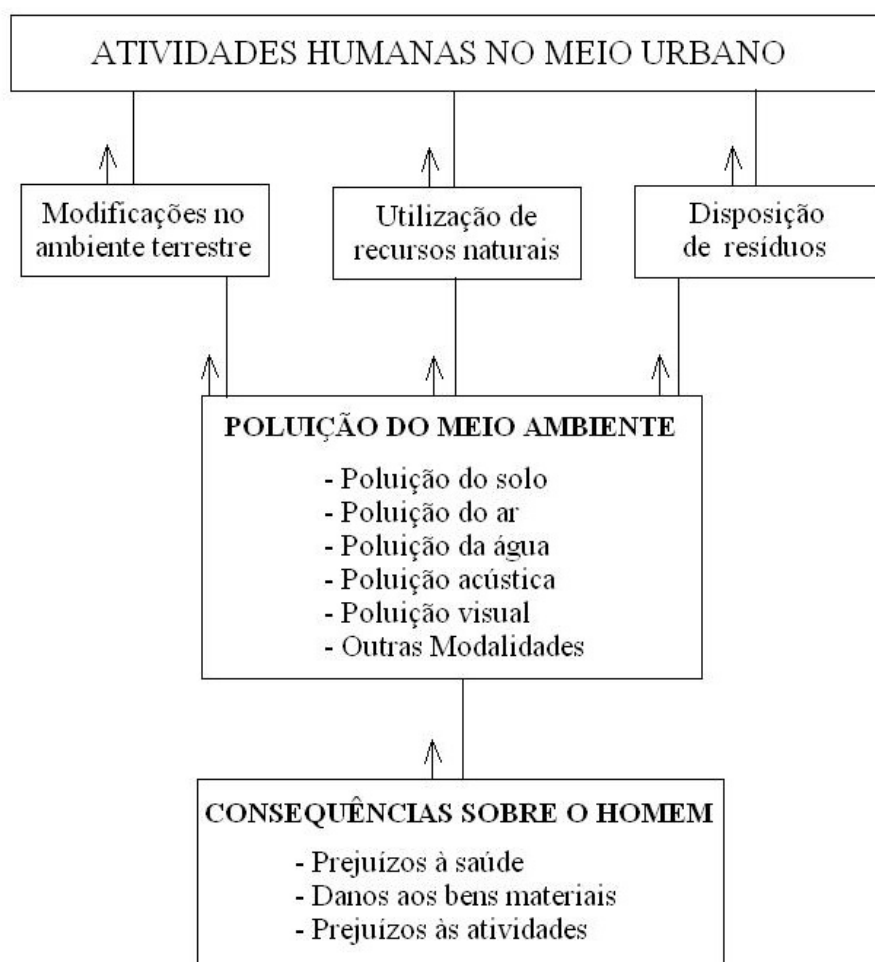 ATIVIDADES HUMANAS NO MEIO URBANO
Modificações no
ambiente terrestre
Utilização de
recursos naturais
Disposição
de resíduos
POLUIÇÃO DO MEIO AMBIENTE
- Poluição do solo
- Poluição do ar
- Poluição da água
- Poluição acústica
- Poluição visual
- Outras Modalidades
CONSEQUÊNCIAS SOBRE O HOMEM
- Prejuízos à saúde
- Danos aos bens materiais
- Prejuízos às atividades